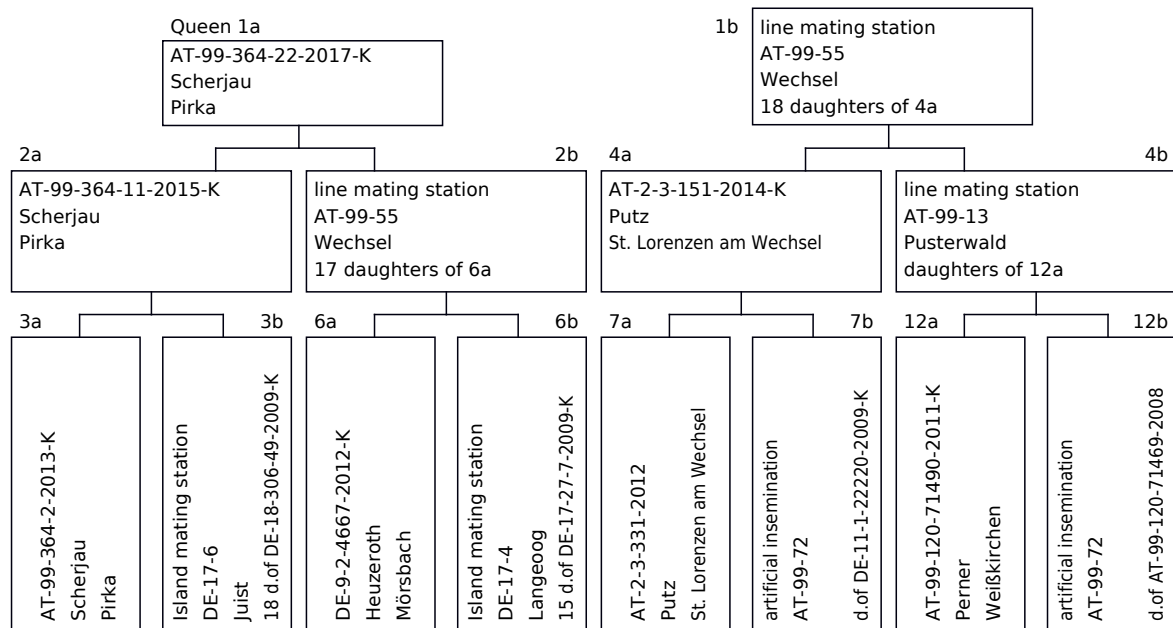 Queen 1a
AT-99-364-22-2017-K
Scherjau
Pirka
1b
line mating station
AT-99-55
Wechsel
18 daughters of 4a
2a
AT-99-364-11-2015-K
Scherjau
Pirka
2b
line mating station
AT-99-55
Wechsel
17 daughters of 6a
4a
AT-2-3-151-2014-K
Putz
St. Lorenzen am Wechsel
4b
line mating station
AT-99-13
Pusterwald
daughters of 12a
3a
AT-99-364-2-2013-K
Scherjau
Pirka
3b
Island mating station
DE-17-6
Juist
18 d.of DE-18-306-49-2009-K
6a
DE-9-2-4667-2012-K
Heuzeroth
Mörsbach
6b
Island mating station
DE-17-4
Langeoog
15 d.of DE-17-27-7-2009-K
7a
AT-2-3-331-2012
Putz
St. Lorenzen am Wechsel
7b
artificial insemination
AT-99-72
d.of DE-11-1-22220-2009-K
12a
AT-99-120-71490-2011-K
Perner
Weißkirchen
12b
artificial insemination
AT-99-72
d.of AT-99-120-71469-2008